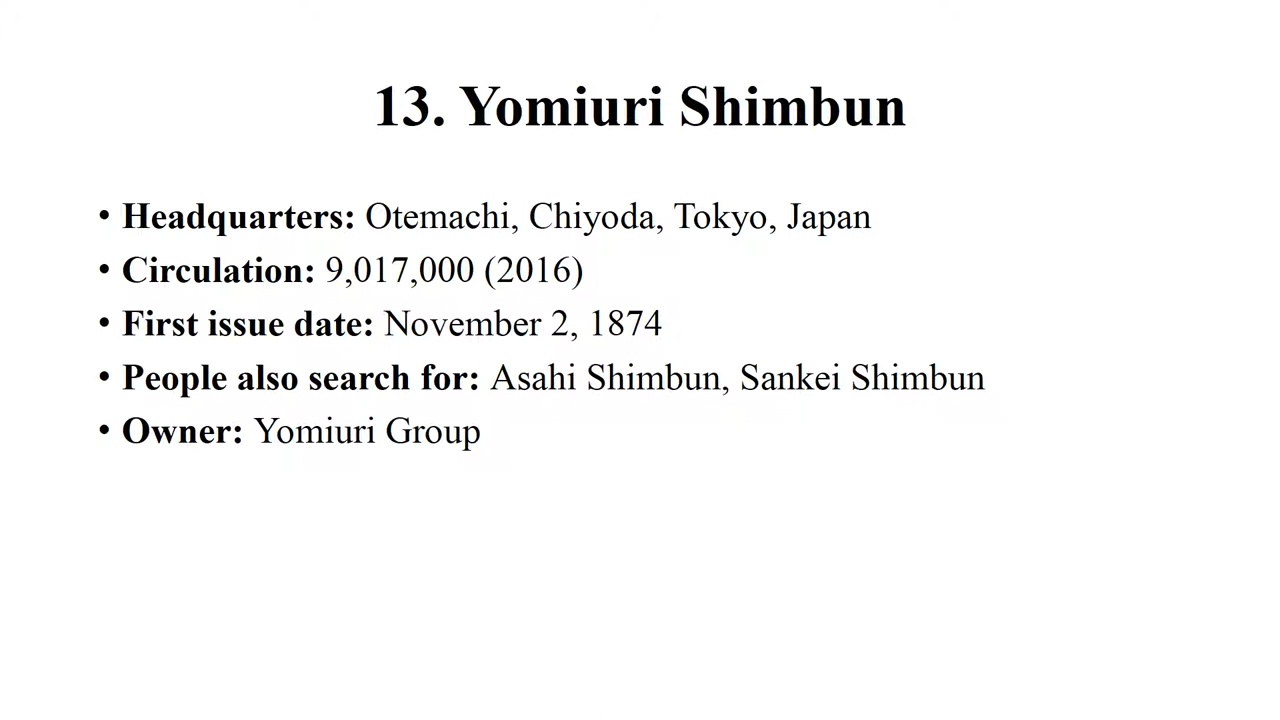 13. Yomiuri Shimbun
• Headquarters: Otemachi, Chiyoda, Tokyo, Japan
• Circulation: 9,017,000 (2016)
• First issue date: November 2, 1874
• People also search for: Asahi Shimbun, Sankei Shimbun
• Owner: Yomiuri Group